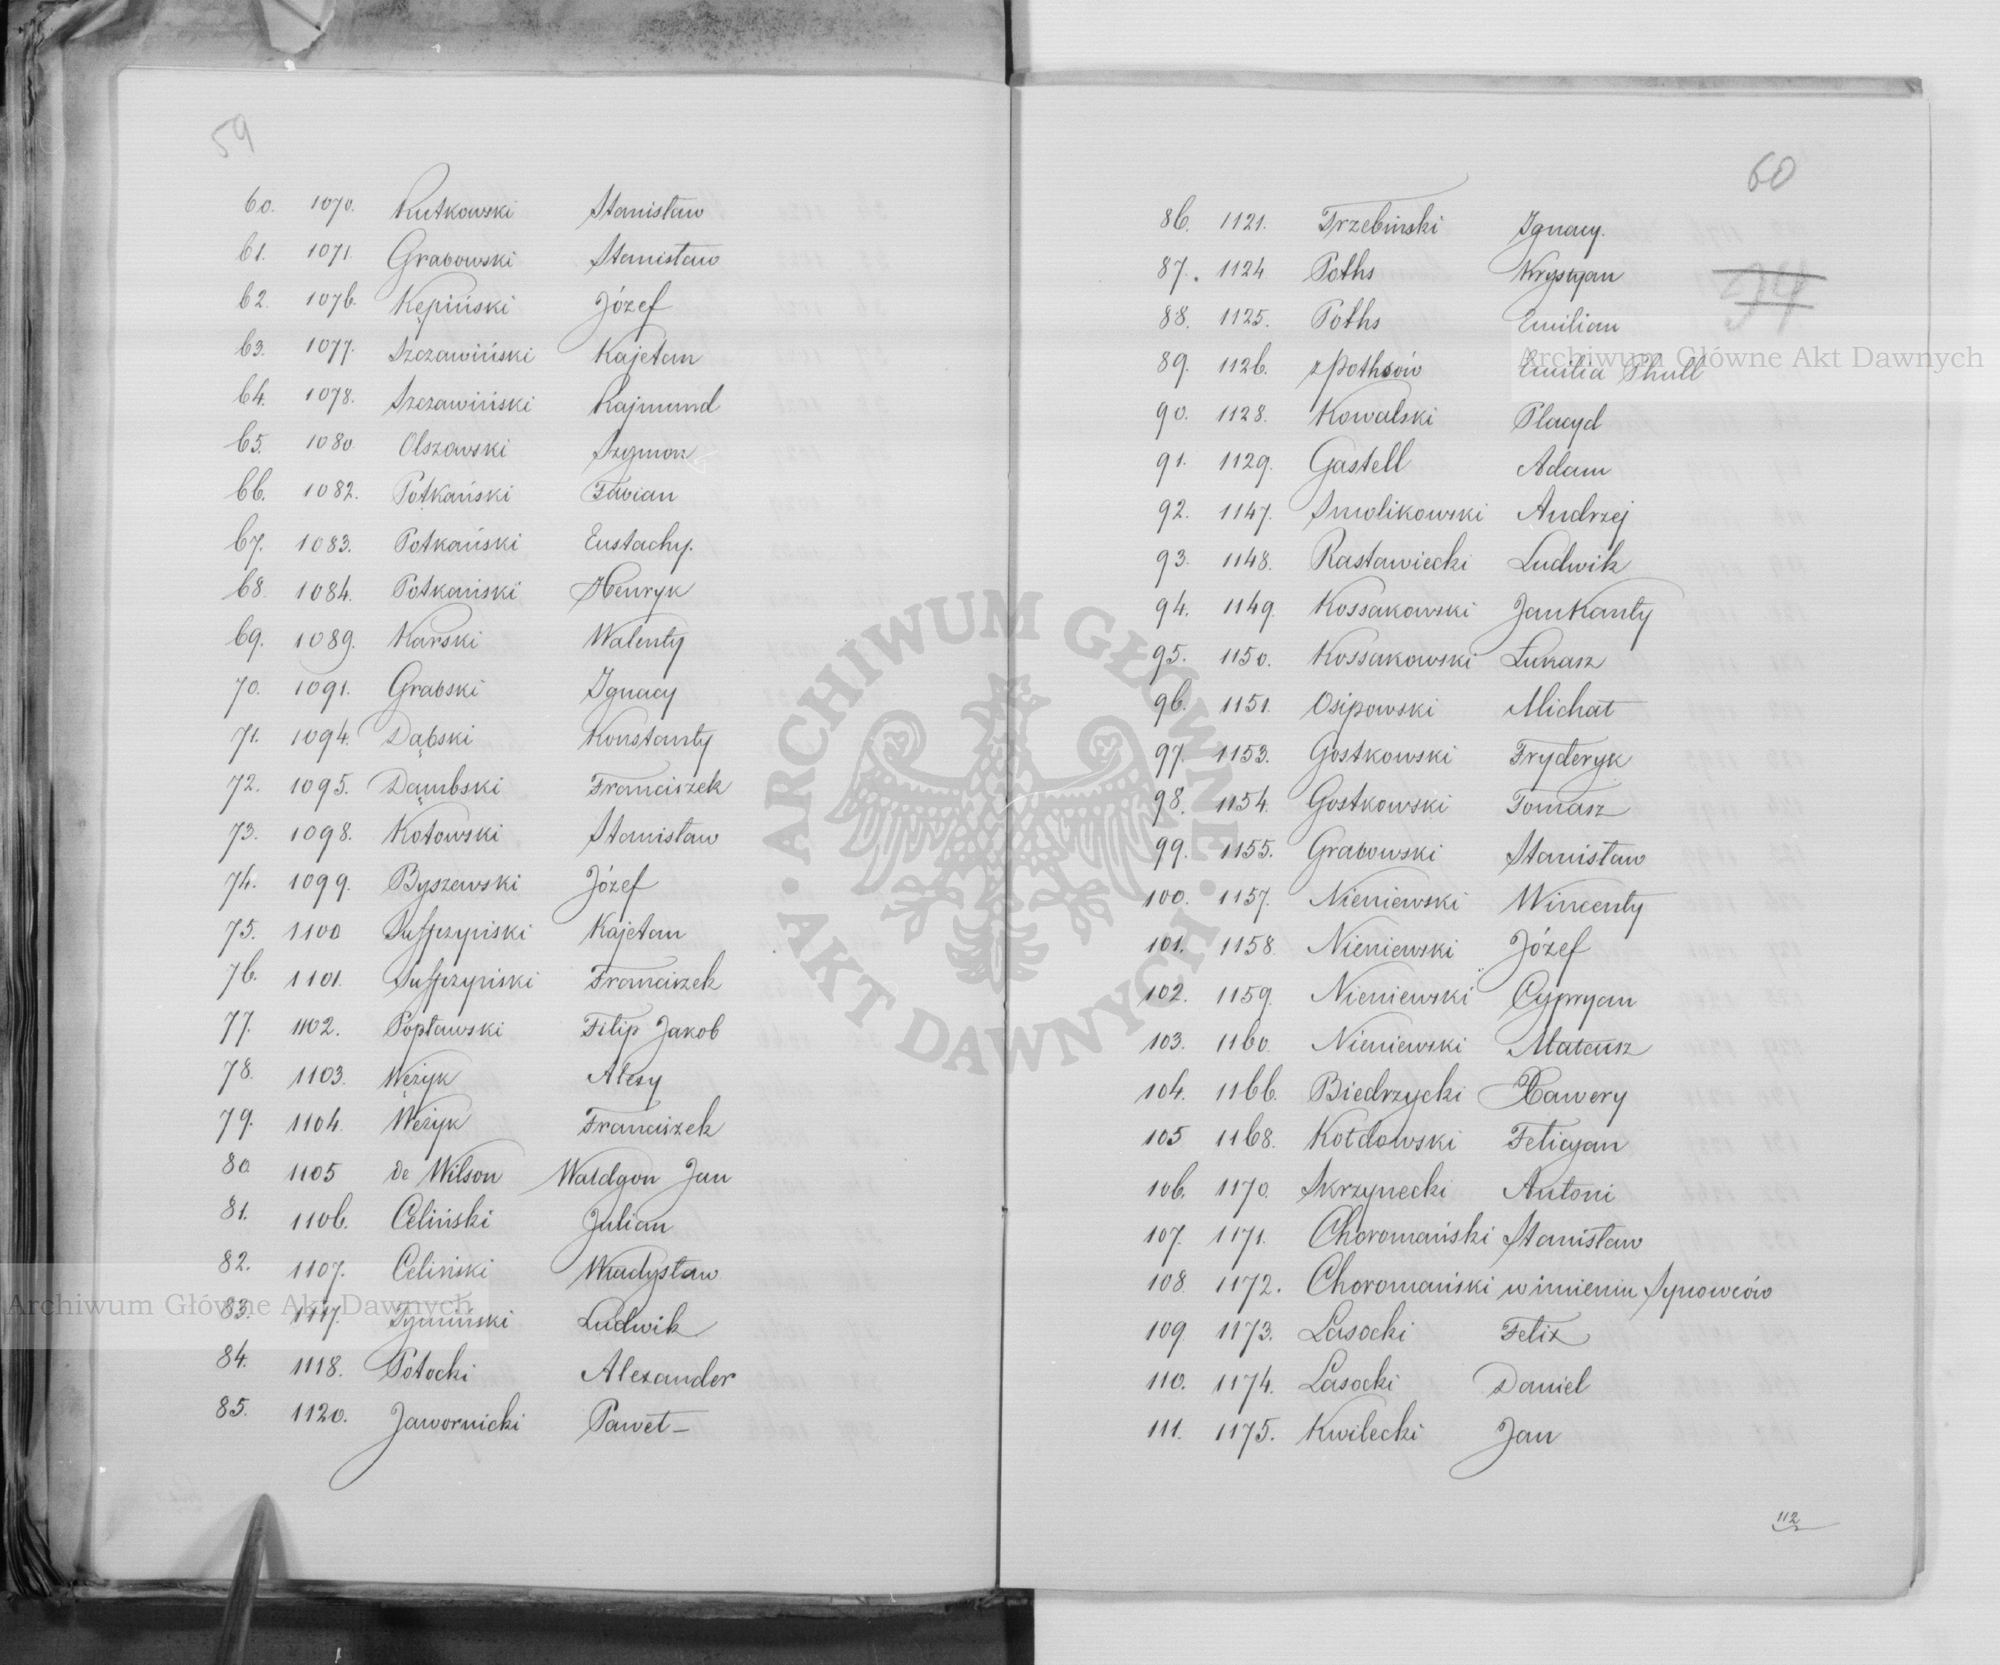 59
60. 1070. Rutkowski Stanisław
61. 1071. Grabowski Stanisław
62. 1076. Kępiński Józef
63. 1077. Szczawiński Kajetan
64. 1078. Szczawiński Rajmund
65. 1080 Olszowski Szymon
66. 1082. Potkański Fabian
67. 1083. Potkański Eustachy.
68. 1084. Potkański Henryk
69. 1089. Karski Walenty
70. 1091. Grabski Ignacy
71. 1094. Dąbski Konstanty
72. 1095. Dąmbski Franciszek
73. 1098. Kotowski Stanisław
74. 1099. Byszewski Józef
75. 1100 Suffczyński Kajetan
76. 1101. Suffczyński Franciszek
77. 1102. Popławski Filip Jakob
78. 1103. Wężyk Alexy
79. 1104. Wężyk Franciszek
80 1105 de Wilson Waldgon Jan
81. 1106. Celiński Julian
82. 1107. Celiński Władysław
83. 1117. Tymiński Ludwik
84. 1118. Potocki Alexander
85. 1120. Jawornicki Paweł –
60
86. 1121. Trzebiński Ignacy.
87. 1124 Poths Krystyan
88. 1125. Poths Emilian
89. 1126. z Pothsów Emilia Phull
90. 1128. Kowalski Placyd
91. 1129. Gastell Adam
92. 1147. Smolikowski Andrzej
93. 1148. Rastawiecki Ludwik
94. 1149. Kossakowski Jan Kanty
95. 1150. Kossakowski Łukasz
96. 1151. Osipowski Michał
97. 1153. Gostkowski Fryderyk
98. 1154. Gostkowski Tomasz
99. 1155. Grabowski Stanisław
100. 1157. Nieniewski Wincenty
101. 1158. Nieniewski Józef
102. 1159. Nieniewski Cypryan
103. 1160. Nieniewski Mateusz
104. 1166. Biedrzycki Xawery
105 1168. Kołdowski Felicyan
106. 1170. Skrzynecki Antoni
107. 1171. Choromański Stanisław
108. 1172. Choromański w imieniu Synowców
109 1173. Lasocki Felix
110. 1174. Lasocki Daniel
111. 1175. Kwilecki Jan
112
Archiwum Główne Akt Dawnych
Archiwum Główne Akt Dawnych
ARCHIWUM GŁÓWNE AKT DAWNYCH